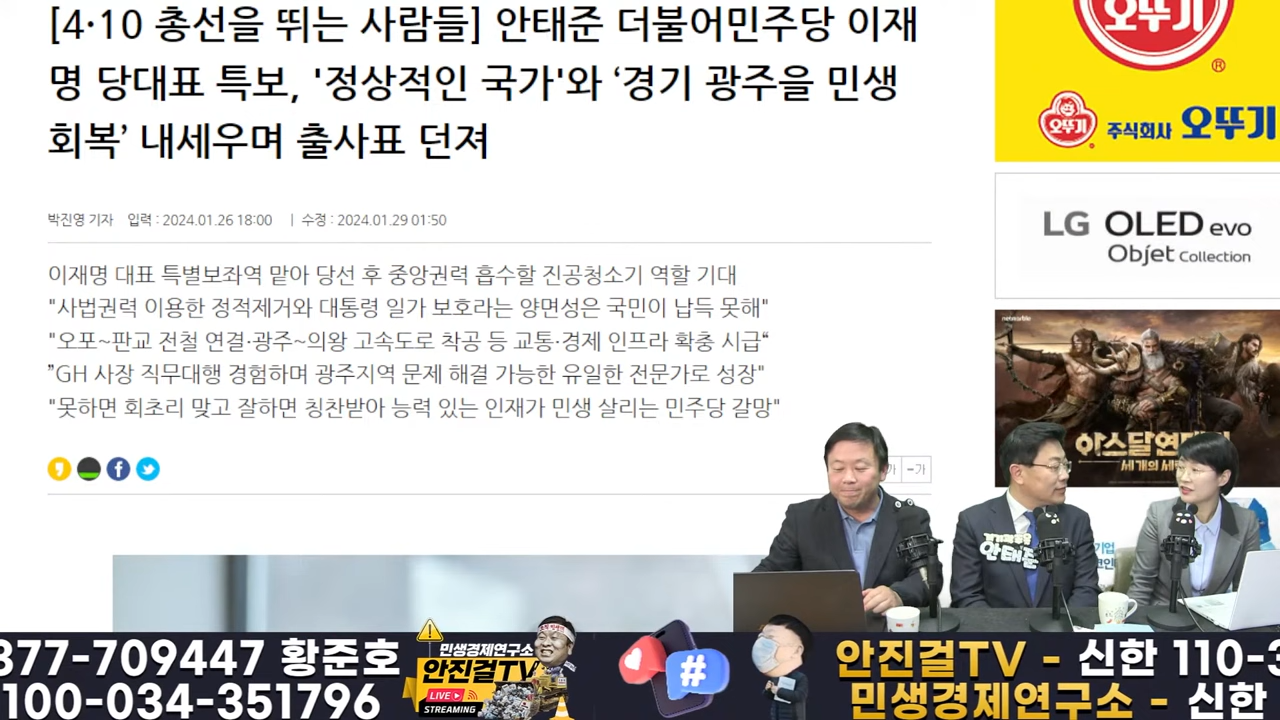 [4·10 총선을 뛰는 사람들] 안태준 더불어민주당 이재
명 당대표 특보, '정상적인 국가'와 ‘경기 광주을 민생
회복’ 내세우며 출사표 던져
박진영 기자 입력 : 2024.01.26 18:00 | 수정 : 2024.01.29 01:50
이재명 대표 특별보좌역 맡아 당선 후 중앙권력 흡수할 진공청소기 역할 기대
"사법권력 이용한 정적제거와 대통령 일가 보호라는 양면성은 국민이 납득 못해"
"오포~판교 전철 연결·광주~의왕 고속도로 착공 등 교통·경제 인프라 확충 시급“
”GH 사장 직무대행 경험하며 광주지역 문제 해결 가능한 유일한 전문가로 성장"
"못하면 회초리 맞고 잘하면 칭찬받아 능력 있는 인재가 민생 살리는 민주당 갈망"
가 -가
오뚜기
®
오뚜기 주식회사 오뚜기
LG OLED evo
Objet Collection
netmarble
아스달연대기
안태준
기업
377-709447 황준호
100-034-351796
민생경제연구소
안진걸TV
LIVE
STREAMING
#
안진걸TV - 신한 110-3
민생경제연구소 - 신한